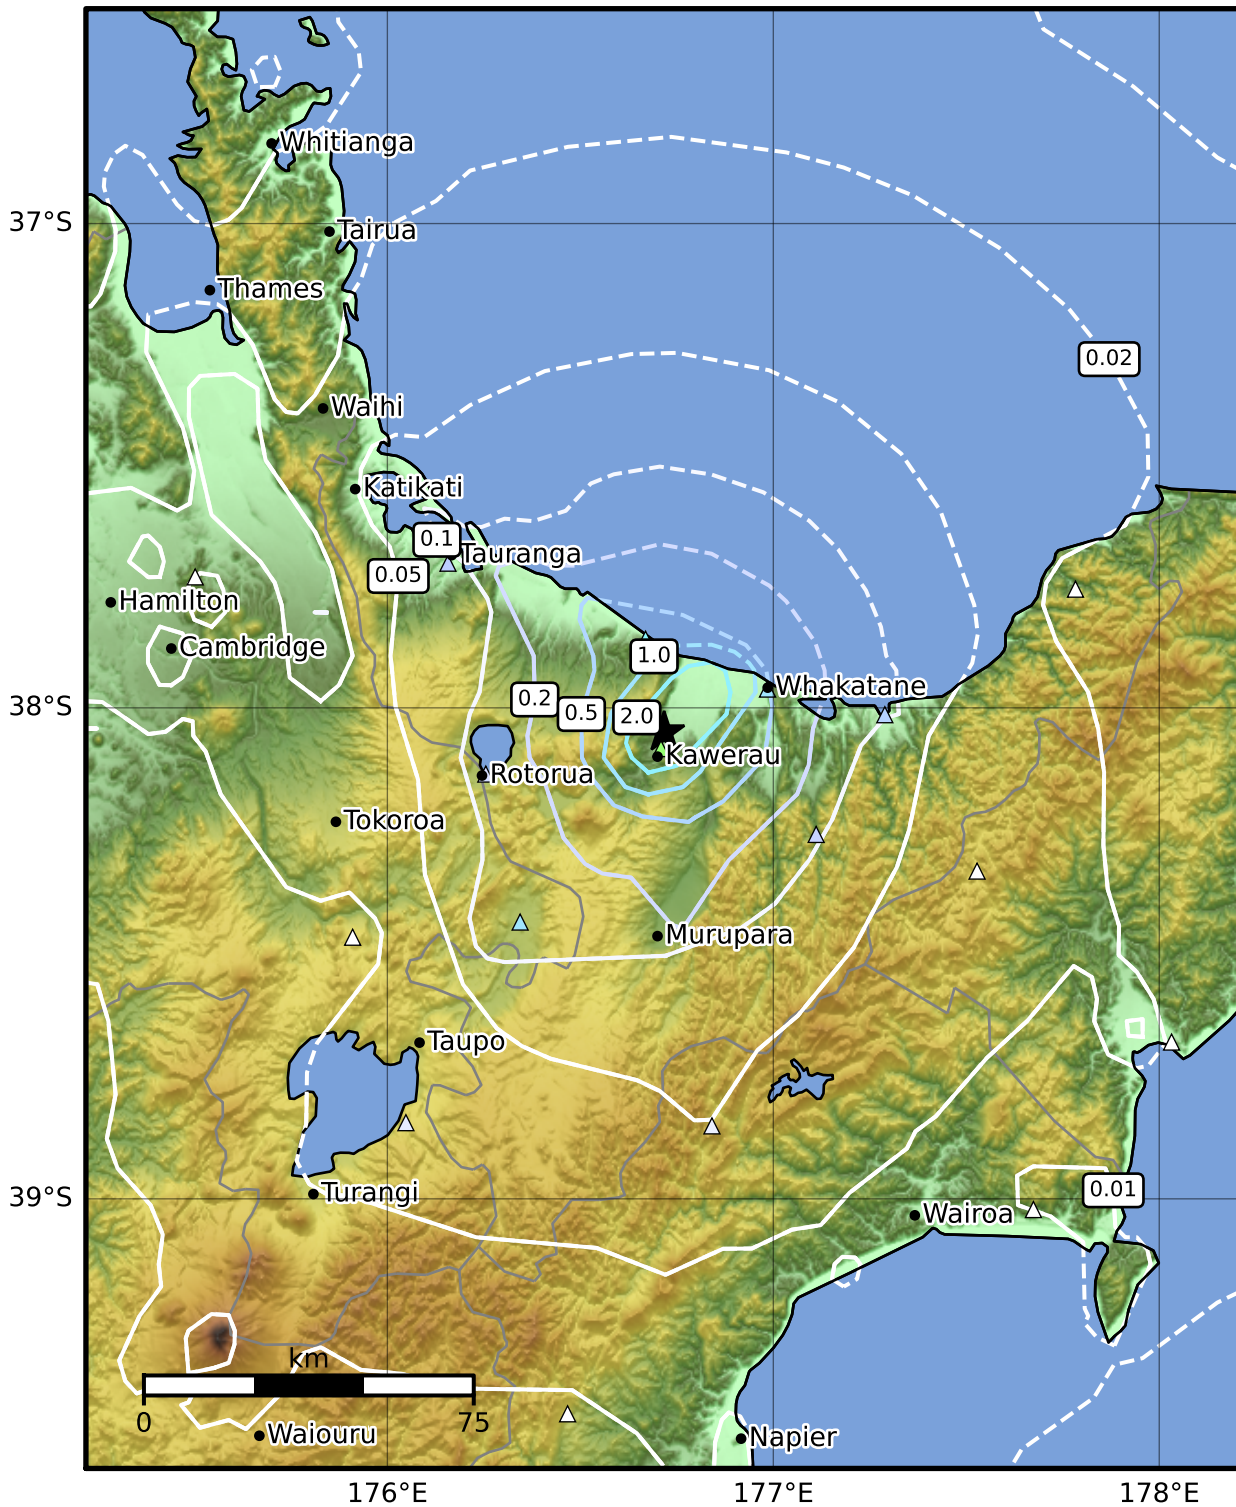 Whitianga
37°S
Tairua
Thames
0.02
Waihi
Katikati
0.1
Tauranga
0.05
Hamilton
Cambridge
1.0
Whakatane
0.2
0.5
2.0
38°S
Kawerau
Rotorua
Tokoroa
Murupara
Taupo
39°S
Turangi
0.01
Wairoa
km
0
75
Waiouru
Napier
176°E
177°E
178°E